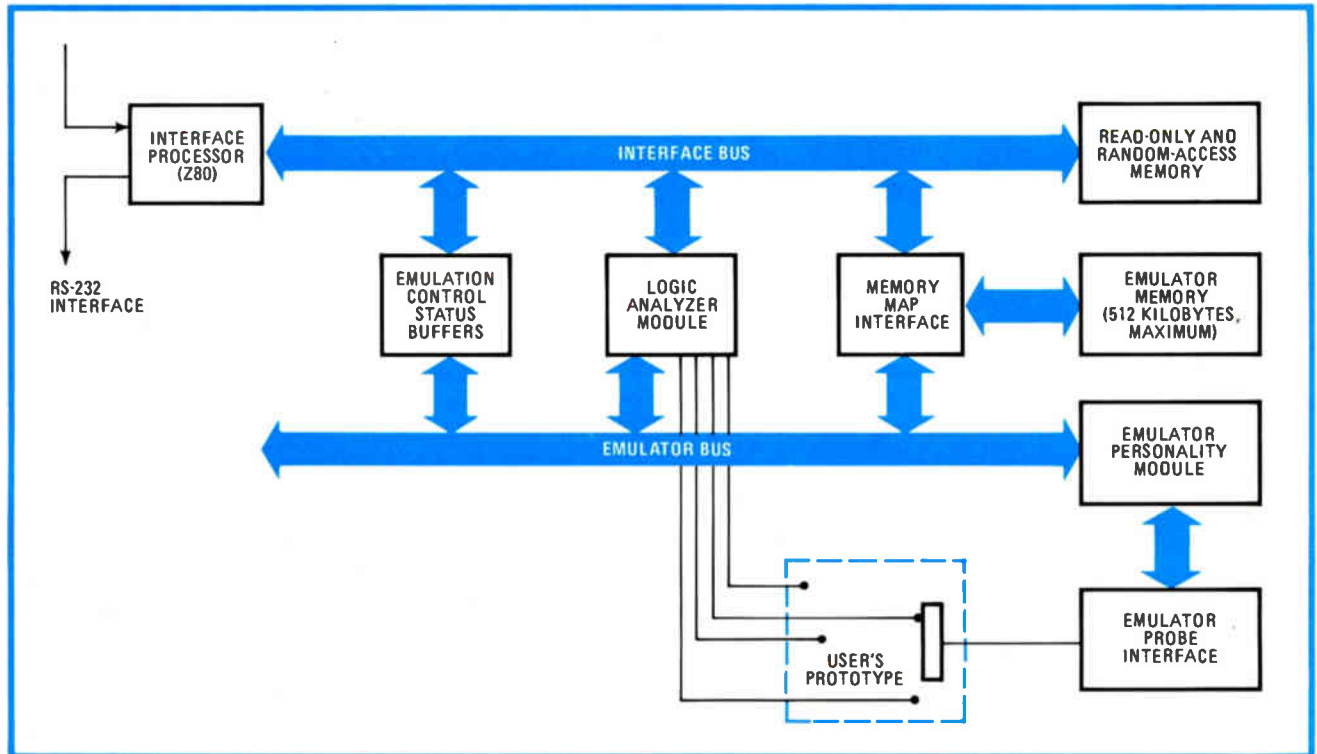 INTERFACE
PROCESSOR
(Z80)
INTERFACE BUS
READ-ONLY AND
RANDOM-ACCESS
MEMORY
RS-232
INTERFACE
EMULATION
CONTROL
STATUS
BUFFERS
LOGIC
ANALYZER
MODULE
MEMORY
MAP
INTERFACE
EMULATOR
MEMORY
(512 KILOBYTES,
MAXIMUM)
EMULATOR BUS
EMULATOR
PERSONALITY
MODULE
USER'S
PROTOTYPE
EMULATOR
PROBE
INTERFACE